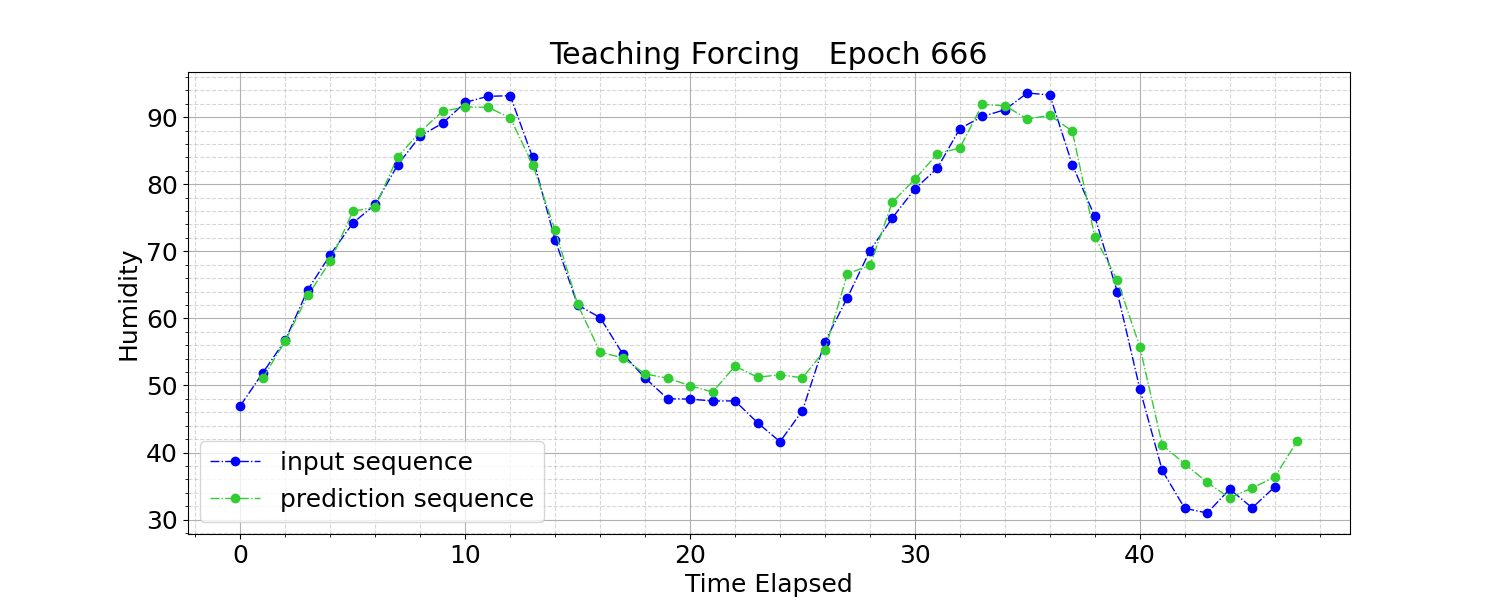 Teaching Forcing   Epoch 666
Humidity
90
80
70
60
50
40
30
input sequence
prediction sequence
0 10 20 30 40
Time Elapsed